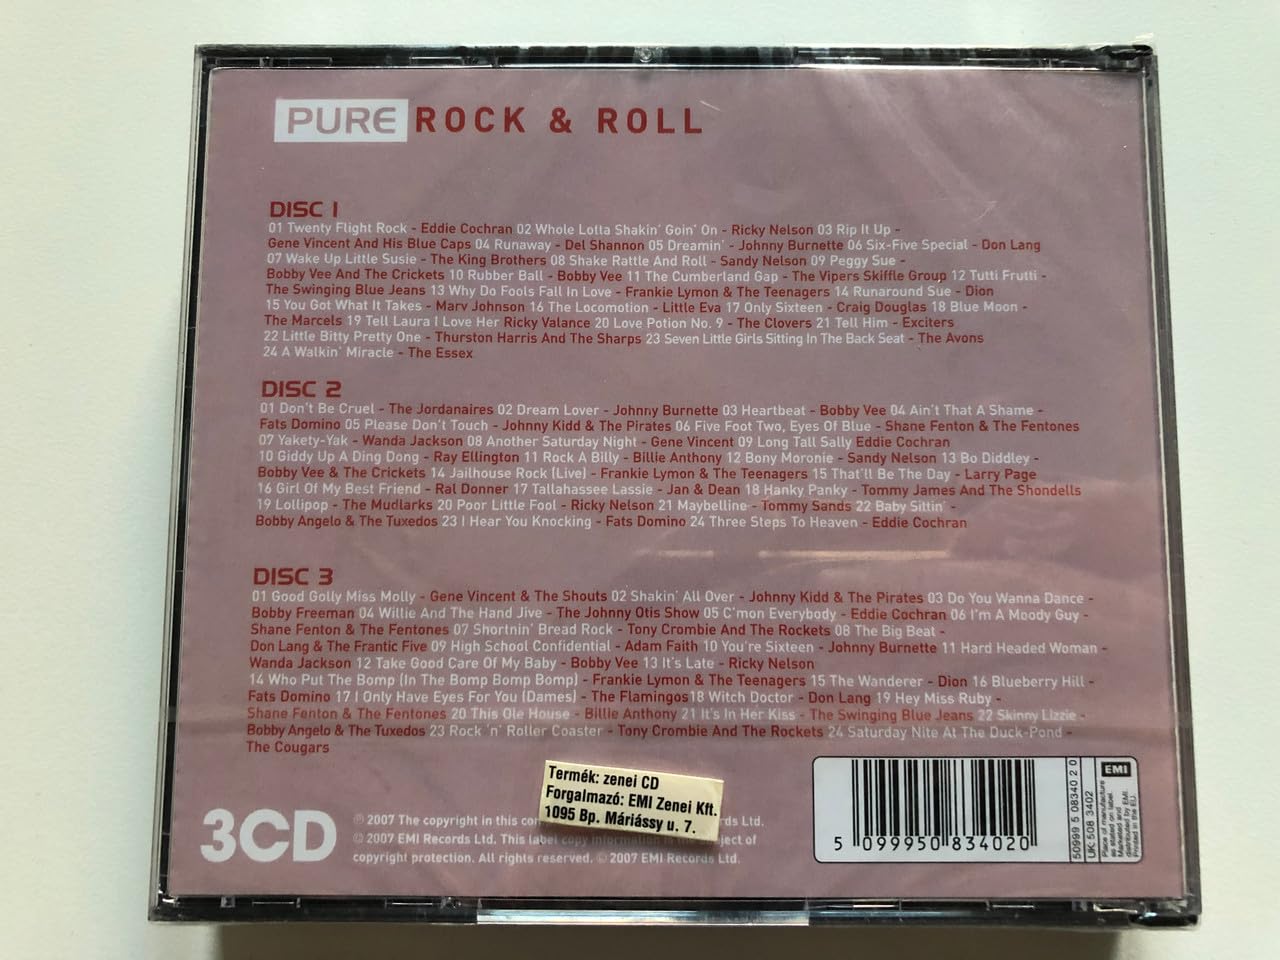 PURE ROCK & ROLL
DISC 1
01 Twenty Flight Rock - Eddie Cochran 02 Whole Lotta Shakin' Goin' On - Ricky Nelson 03 Rip It Up -
Gene Vincent And His Blue Caps 04 Runaway - Del Shannon 05 Dreamin' - Johnny Burnette 06 Six-Five Special - Don Lang
07 Wake Up Little Susie - The King Brothers 08 Shake Rattle And Roll - Sandy Nelson 09 Peggy Sue -
Bobby Vee And The Crickets 10 Rubber Ball - Bobby Vee 11 The Cumberland Gap - The Vipers Skiffle Group 12 Tutti Frutti -
The Swinging Blue Jeans 13 Why Do Fools Fall In Love - Frankie Lymon & The Teenagers 14 Runaround Sue - Dion
15 You Got What It Takes - Marv Johnson 16 The Locomotion - Little Eva 17 Only Sixteen - Craig Douglas 18 Blue Moon -
The Marcels 19 Tell Laura I Love Her Ricky Valance 20 Love Potion No. 9 - The Clovers 21 Tell Him - Exciters
22 Little Bitty Pretty One - Thurston Harris And The Sharps 23 Seven Little Girls Sitting In The Back Seat - The Avons
24 A Walkin' Miracle - The Essex
DISC 2
01 Don't Be Cruel - The Jordanaires 02 Dream Lover - Johnny Burnette 03 Heartbeat - Bobby Vee 04 Ain't That A Shame -
Fats Domino 05 Please Don't Touch - Johnny Kidd & The Pirates 06 Five Foot Two, Eyes Of Blue - Shane Fenton & The Fentones
07 Yakety-Yak - Wanda Jackson 08 Another Saturday Night - Gene Vincent 09 Long Tall Sally Eddie Cochran
10 Giddy Up A Ding Dong - Ray Ellington 11 Rock A Billy - Billie Anthony 12 Bony Moronie - Sandy Nelson 13 Bo Diddley -
Bobby Vee & The Crickets 14 Jailhouse Rock (Live) - Frankie Lymon & The Teenagers 15 That'll Be The Day - Larry Page
16 Girl Of My Best Friend - Ral Donner 17 Tallahassee Lassie - Jan & Dean 18 Hanky Panky - Tommy James And The Shondells
19 Lollipop - The Mudlarks 20 Poor Little Fool - Ricky Nelson 21 Maybelline - Tommy Sands 22 Baby Sittin' -
Bobby Angelo & The Tuxedos 23 I Hear You Knocking - Fats Domino 24 Three Steps To Heaven - Eddie Cochran
DISC 3
01 Good Golly Miss Molly - Gene Vincent & The Shouts 02 Shakin' All Over - Johnny Kidd & The Pirates 03 Do You Wanna Dance -
Bobby Freeman 04 Willie And The Hand Jive - The Johnny Otis Show 05 C'mon Everybody - Eddie Cochran 06 I'm A Moody Guy -
Shane Fenton & The Fentones 07 Shortnin' Bread Rock - Tony Crombie And The Rockets 08 The Big Beat -
Don Lang & The Frantic Five 09 High School Confidential - Adam Faith 10 You're Sixteen - Johnny Burnette 11 Hard Headed Woman -
Wanda Jackson 12 Take Good Care Of My Baby - Bobby Vee 13 It's Late - Ricky Nelson
14 Who Put The Bomp (In The Bomp Bomp Bomp) - Frankie Lymon & The Teenagers 15 The Wanderer - Dion 16 Blueberry Hill -
Fats Domino 17 I Only Have Eyes For You (Dames) - The Flamingos 18 Witch Doctor - Don Lang 19 Hey Miss Ruby -
Shane Fenton & The Fentones 20 This Ole House - Billie Anthony 21 It's In Her Kiss - The Swinging Blue Jeans 22 Skinny Lizzie -
Bobby Angelo & The Tuxedos 23 Rock 'n' Roller Coaster - Tony Crombie And The Rockets 24 Saturday Nite At The Duck-Pond -
The Cougars
3CD
℗ 2007 The copyright in this com Records Ltd.
© 2007 EMI Records Ltd. This label copy information is the subject of
copyright protection. All rights reserved. © 2007 EMI Records Ltd.
Termék: zenei CD
Forgalmazó: EMI Zenei Kft.
1095 Bp. Máriássy u. 7.
5 099950 834020
50999 5 08340 2 0
UK: 508 3402
EMI
Place of manufacture
as stated on label.
Marketed and
distributed by EMI.
Printed in the EU.